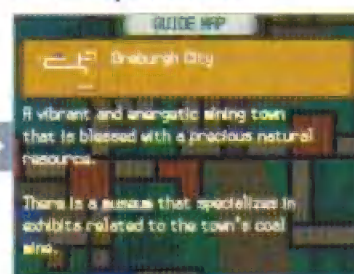 GUIDE MAP
Oreburgh City
A vibrant and energetic mining town
that is blessed with a precious natural
resource.
There is a museum that specializes in
exhibits related to the town's coal
mine.